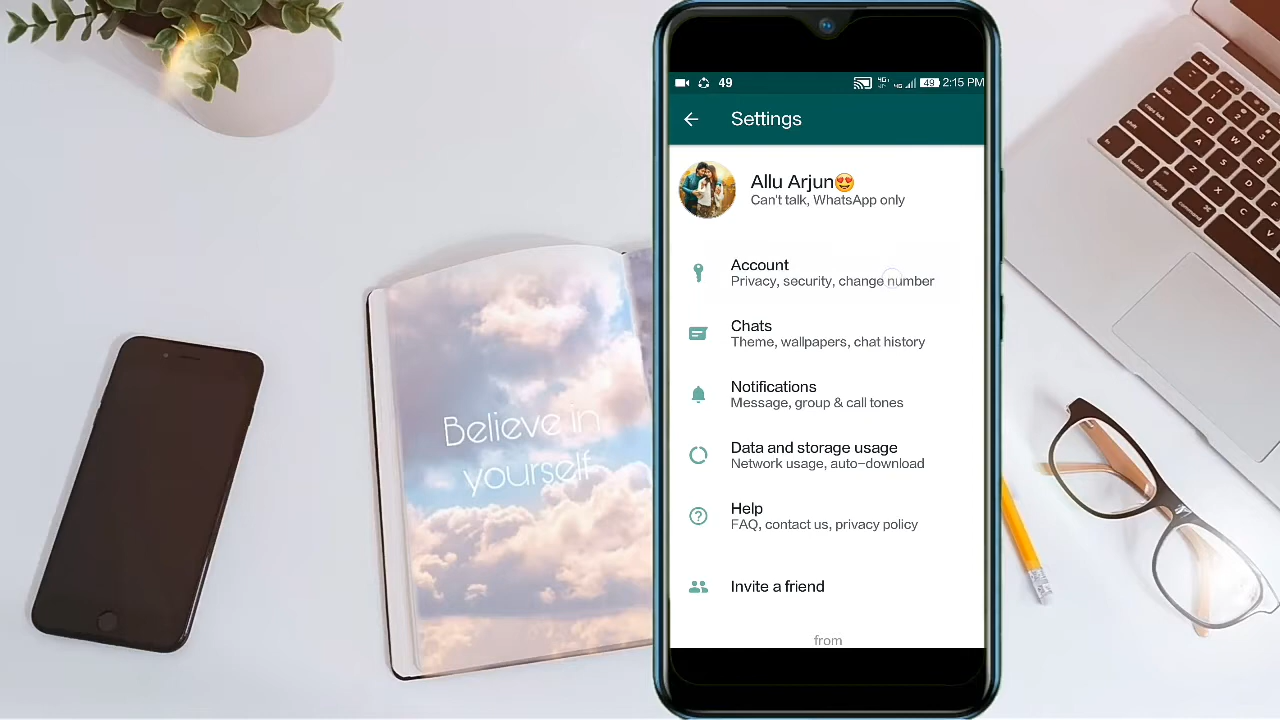 Believe in
yourself
49
49 2:15 PM
Settings
Allu Arjun😍
Can't talk, WhatsApp only
Account
Privacy, security, change number
Chats
Theme, wallpapers, chat history
Notifications
Message, group & call tones
Data and storage usage
Network usage, auto-download
Help
FAQ, contact us, privacy policy
Invite a friend
from